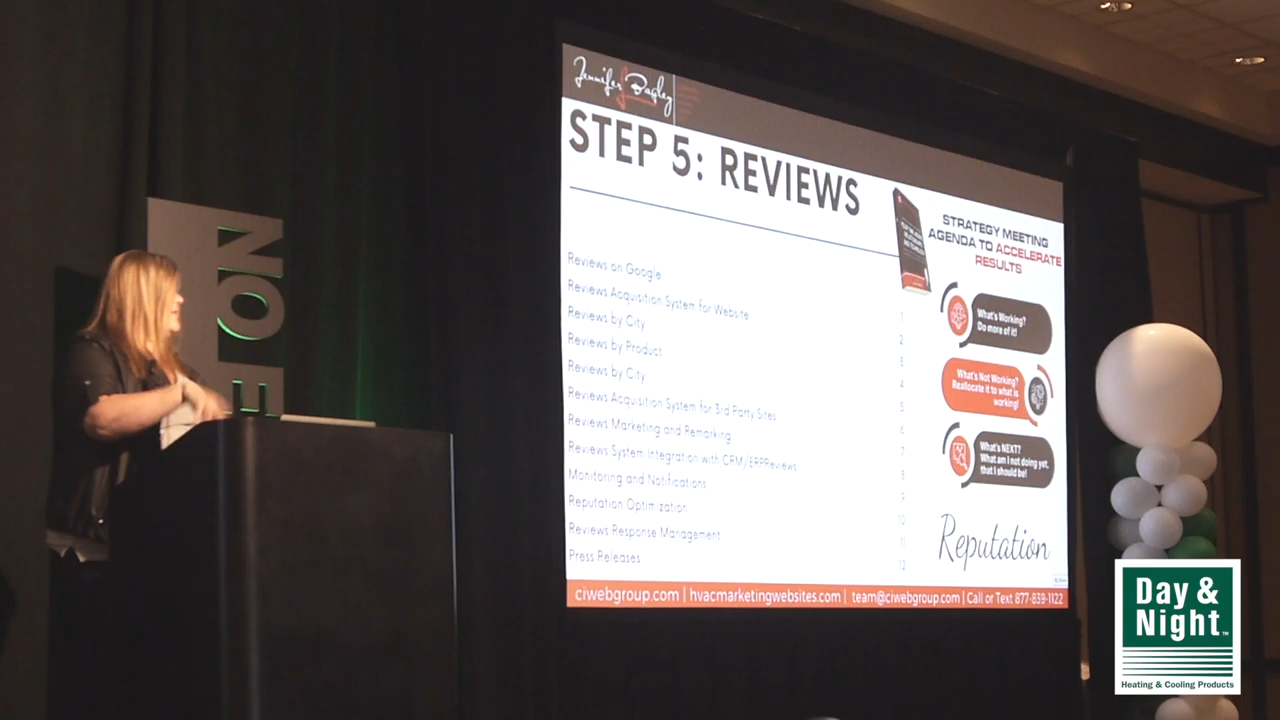 Jennifer Bagley
STEP 5: REVIEWS
Reviews on Google
Reviews Acquisition System for Website
Reviews by City
Reviews by Product
Reviews by City
Reviews Acquisition System for 3rd Party Sites
Reviews Marketing and Remarking
Reviews System Integration with CRM/ERPReviews
Monitoring and Notifications
Reputation Optimization
Reviews Response Management
Press Releases
1
2
3
4
5
6
7
8
9
10
11
12
STRATEGY MEETING
AGENDA TO ACCELERATE
RESULTS
What's Working?
Do more of it!
What's Not Working?
Reallocate it to what is
working!
What's NEXT?
What am I not doing yet,
that I should be!
Reputation
ciwebgroup.com | hvacmarketingwebsites.com | team@ciwebgroup.com | Call or Text 877-839-1122
Day &
Night™
Heating & Cooling Products